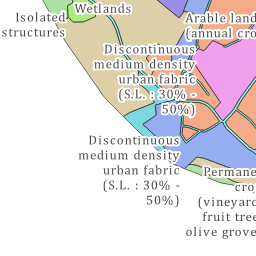 Wetlands
Isolated
structures
Arable land
(annual cro
Discontinuous
medium density
urban fabric
(S.L. : 30% -
50%)
Discontinuous
medium density
urban fabric
(S.L. : 30% -
50%)
Permane
cro
(vineyard
fruit tree
olive grove